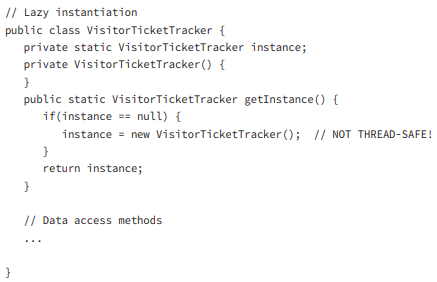 // Lazy instantiation
public class VisitorTicketTracker {
   private static VisitorTicketTracker instance;
   private VisitorTicketTracker() {
   }
   public static VisitorTicketTracker getInstance() {
      if(instance == null) {
         instance = new VisitorTicketTracker();  // NOT THREAD-SAFE!
      }
      return instance;
   }

   // Data access methods
   ...

}